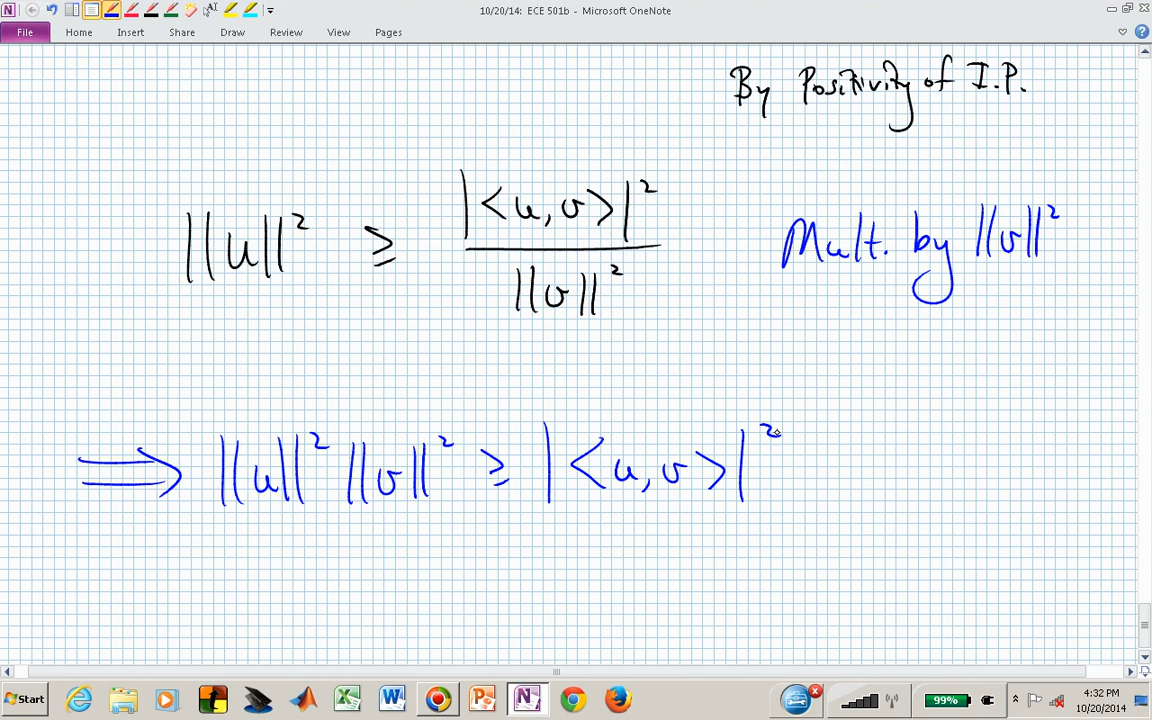 10/20/14: ECE 501b - Microsoft OneNote
File Home Insert Share Draw Review View Pages
By Positivity of I.P.
||u||² ≥ |<u, v>|² / ||v||² Mult. by ||v||²
⟹ ||u||² ||v||² ≥ |<u, v>|²
Start 99% 4:32 PM
10/20/2014